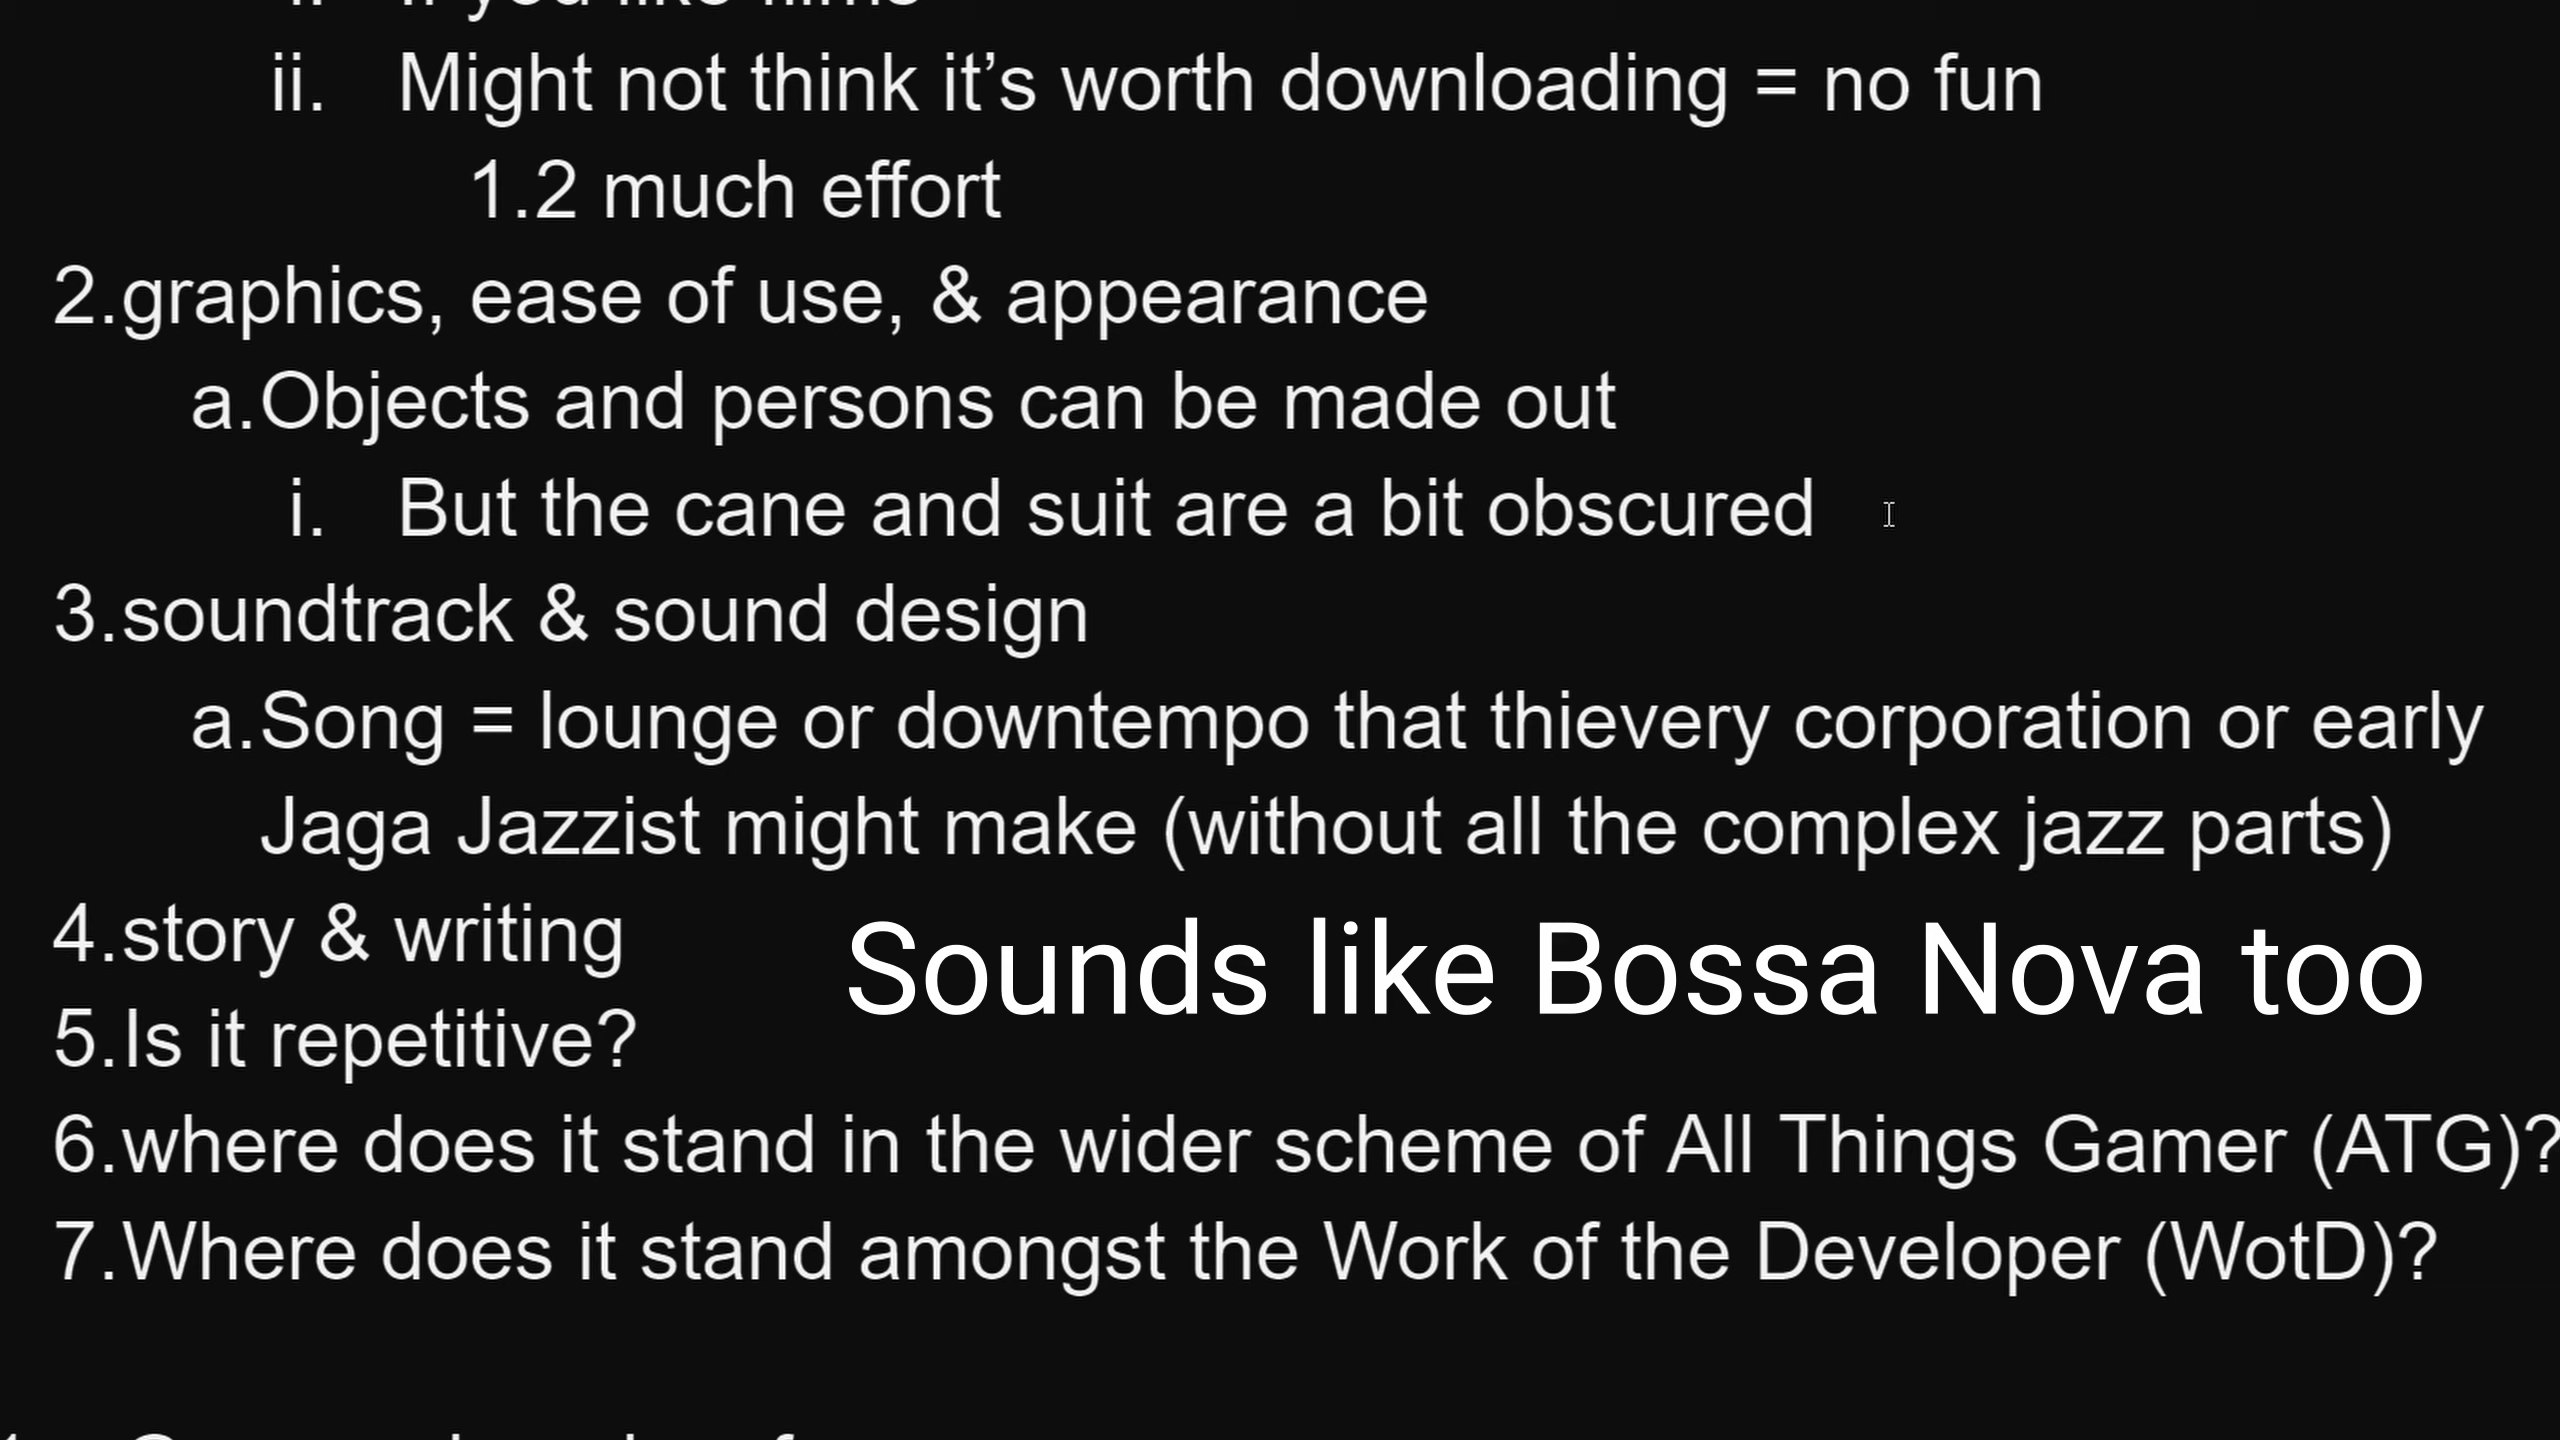 ii. Might not think it’s worth downloading = no fun
1.2 much effort
2.graphics, ease of use, & appearance
a.Objects and persons can be made out
i. But the cane and suit are a bit obscured
3.soundtrack & sound design
a.Song = lounge or downtempo that thievery corporation or early
Jaga Jazzist might make (without all the complex jazz parts)
4.story & writing
Sounds like Bossa Nova too
5.Is it repetitive?
6.where does it stand in the wider scheme of All Things Gamer (ATG)?
7.Where does it stand amongst the Work of the Developer (WotD)?